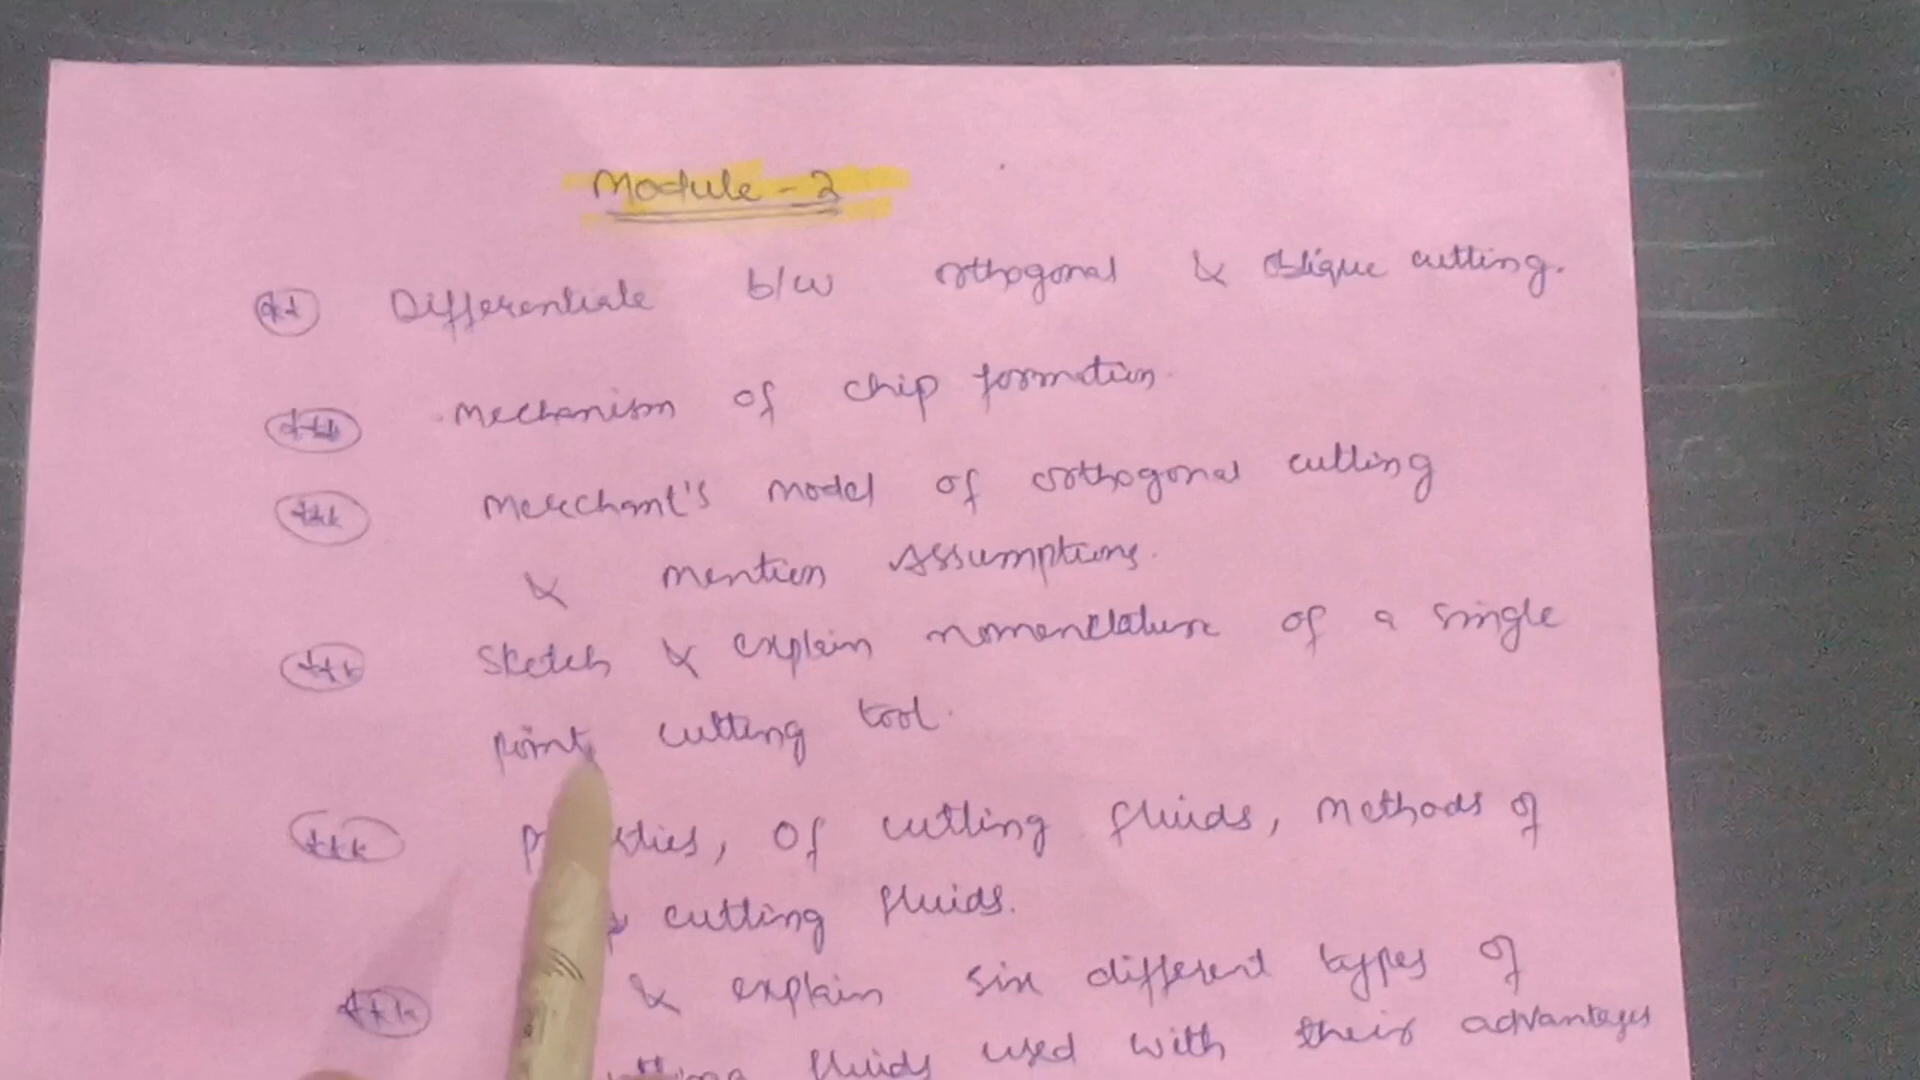 Module - 2
Differentiate b/w orthogonal & oblique cutting.
Mechanism of chip formation.
Merchant's model of orthogonal cutting
& mention Assumptions.
Sketch & explain nomenclature of a single
point cutting tool.
of cutting fluids, Methods of
cutting fluids.
& explain six different types of
fluids used with their advantages